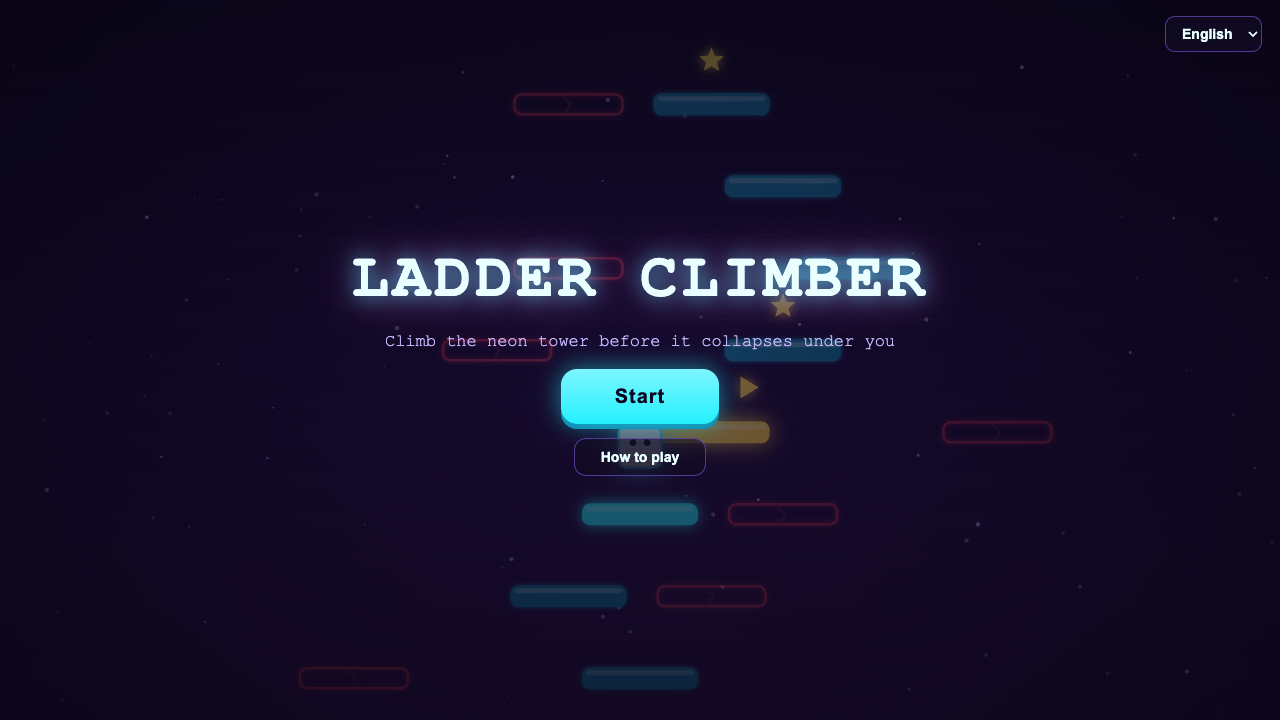 English
LADDER CLIMBER
Climb the neon tower before it collapses under you
Start
How to play